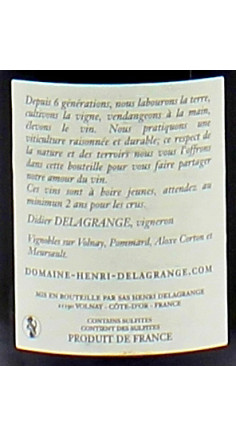 Depuis 6 générations, nous labourons la terre,
cultivons la vigne, vendangeons à la main,
élevons le vin. Nous pratiquons une
viticulture raisonnée et durable; ce respect de
la nature et des terroirs nous vous l'offrons
dans cette bouteille pour vous faire partager
notre amour du vin.
Ces vins sont à boire jeunes, attendez au
minimum 2 ans pour les crus.
Didier DELAGRANGE, vigneron
Vignobles sur Volnay, Pommard, Aloxe Corton et
Meursault.
DOMAINE-HENRI-DELAGRANGE.COM
MIS EN BOUTEILLE PAR SAS HENRI DELAGRANGE
21190 VOLNAY - CÔTE-D'OR - FRANCE
CONTAINS SULFITES
CONTIENT DES SULFITES
PRODUIT DE FRANCE